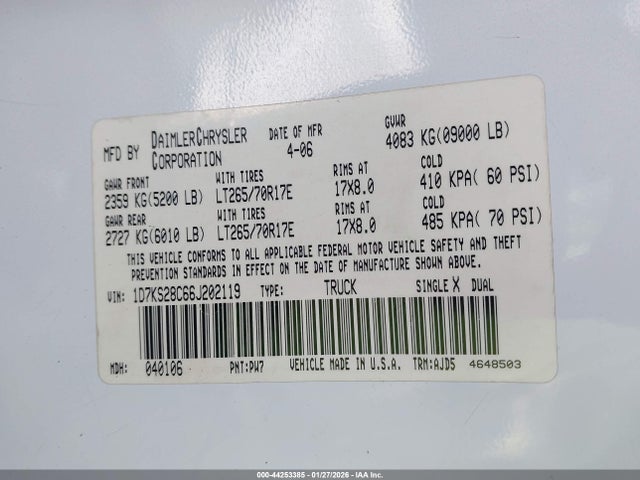 MFD BY DAIMLERCHRYSLER CORPORATION DATE OF MFR 4-06 GVWR 4083 KG(09000 LB)
GAWR FRONT WITH TIRES RIMS AT COLD
2359 KG(5200 LB) LT265/70R17E 17X8.0 410 KPA( 60 PSI)
GAWR REAR WITH TIRES RIMS AT COLD
2727 KG(6010 LB) LT265/70R17E 17X8.0 485 KPA( 70 PSI)
THIS VEHICLE CONFORMS TO ALL APPLICABLE FEDERAL MOTOR VEHICLE SAFETY AND THEFT
PREVENTION STANDARDS IN EFFECT ON THE DATE OF MANUFACTURE SHOWN ABOVE.
VIN: 1D7KS28C66J202119 TYPE: TRUCK SINGLE X DUAL
MDH: 040106 PNT:PW7 VEHICLE MADE IN U.S.A. TRM:AJD5 4648503
000-44253385 - 01/27/2026 - IAA Inc.